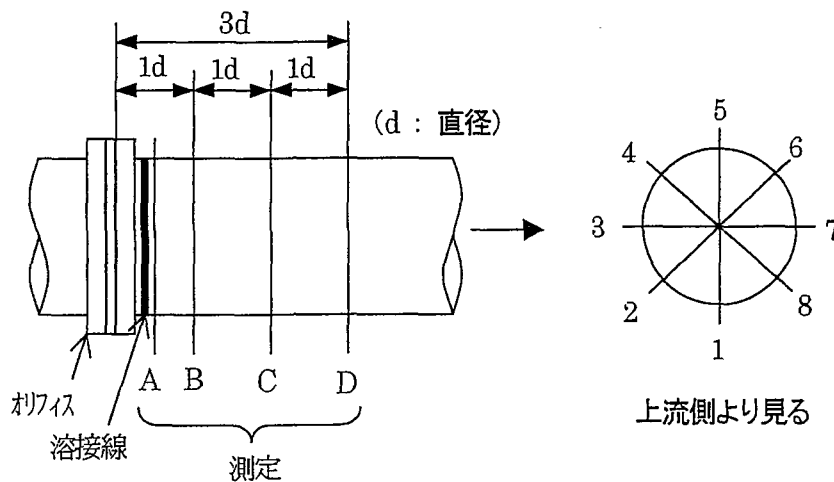 3d
1d 1d 1d
(d : 直径)
5
4 6
3 7
2 8
1
A B C D
オリフィス
溶接線
測定
上流側より見る